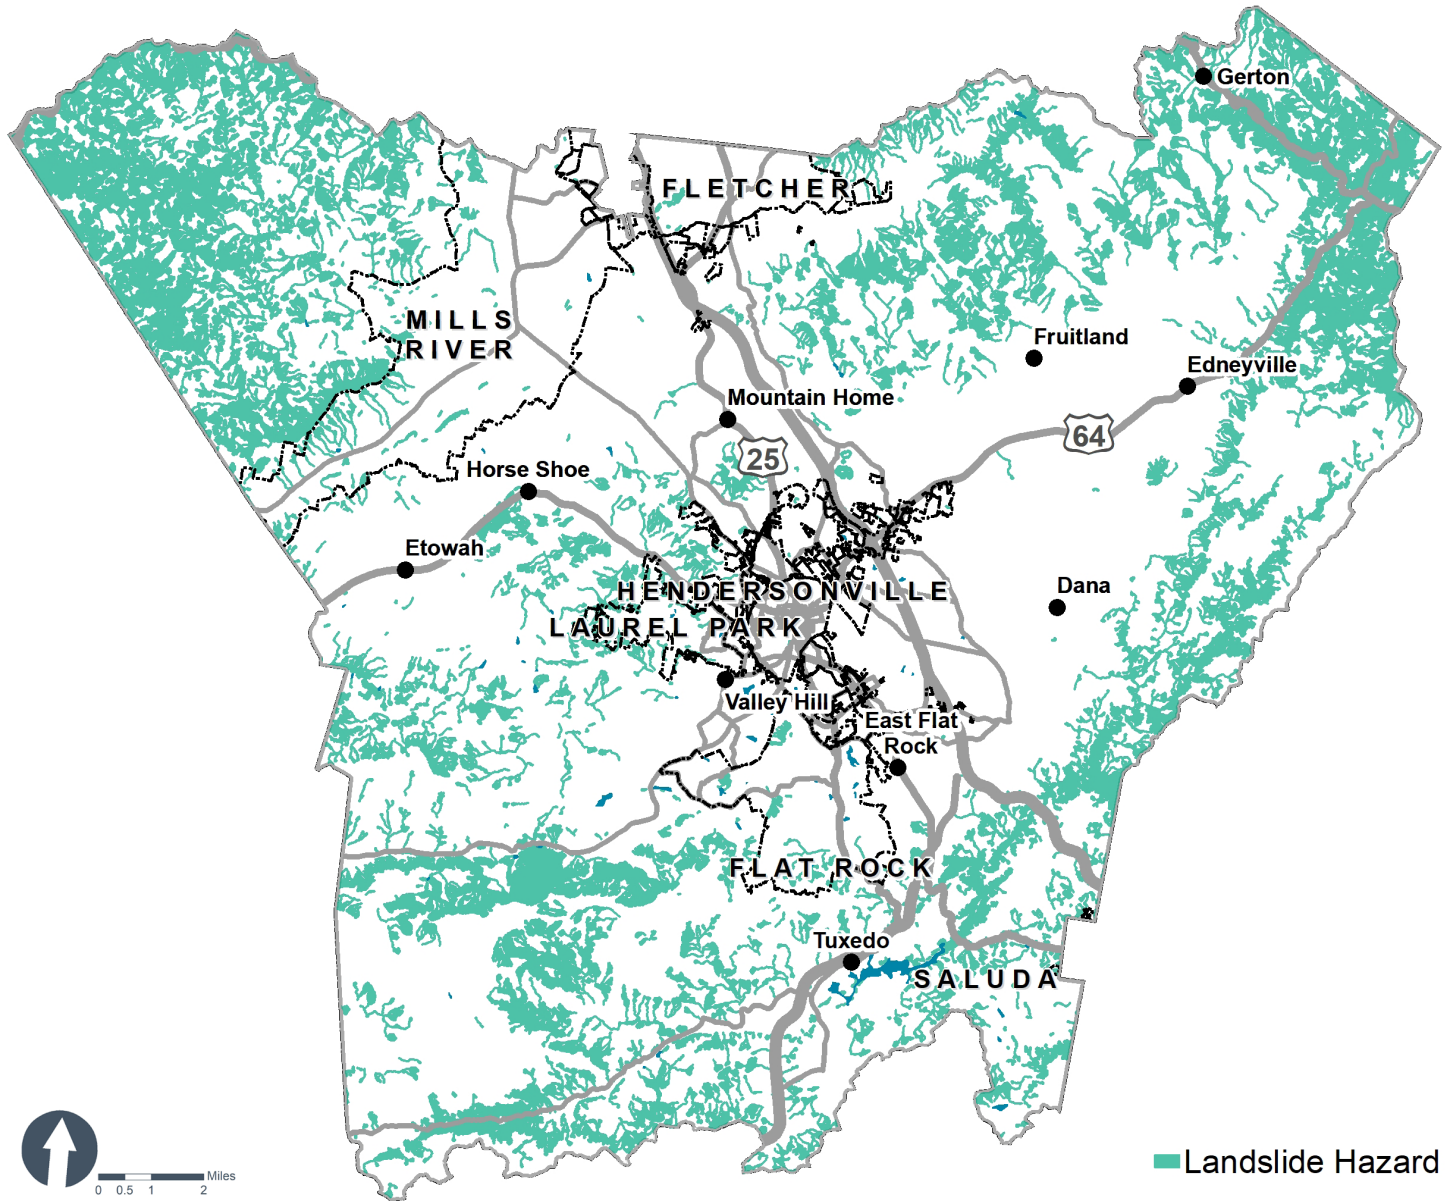 Gerton
FLETCHER
MILLS
RIVER
Fruitland
Edneyville
Mountain Home
64
25
Horse Shoe
Etowah
HENDERSONVILLE
Dana
LAUREL PARK
Valley Hill
East Flat
Rock
FLAT ROCK
Tuxedo
SALUDA
Landslide Hazard
Miles
0 0.5 1 2